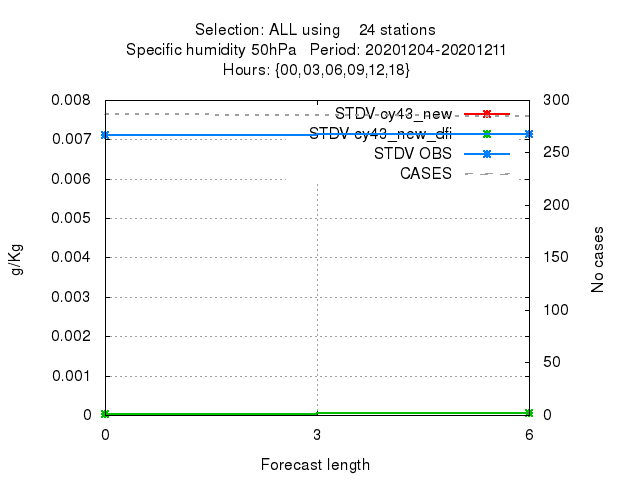 Selection: ALL using 24 stations
Specific humidity 50hPa Period: 20201204-20201211
Hours: {00,03,06,09,12,18}
STDV cy43_new
STDV cy43_new_dfi
STDV OBS
CASES
0.008
0.007
0.006
0.005
0.004
0.003
0.002
0.001
0
300
250
200
150
100
50
0
g/Kg
No cases
0 3 6
Forecast length